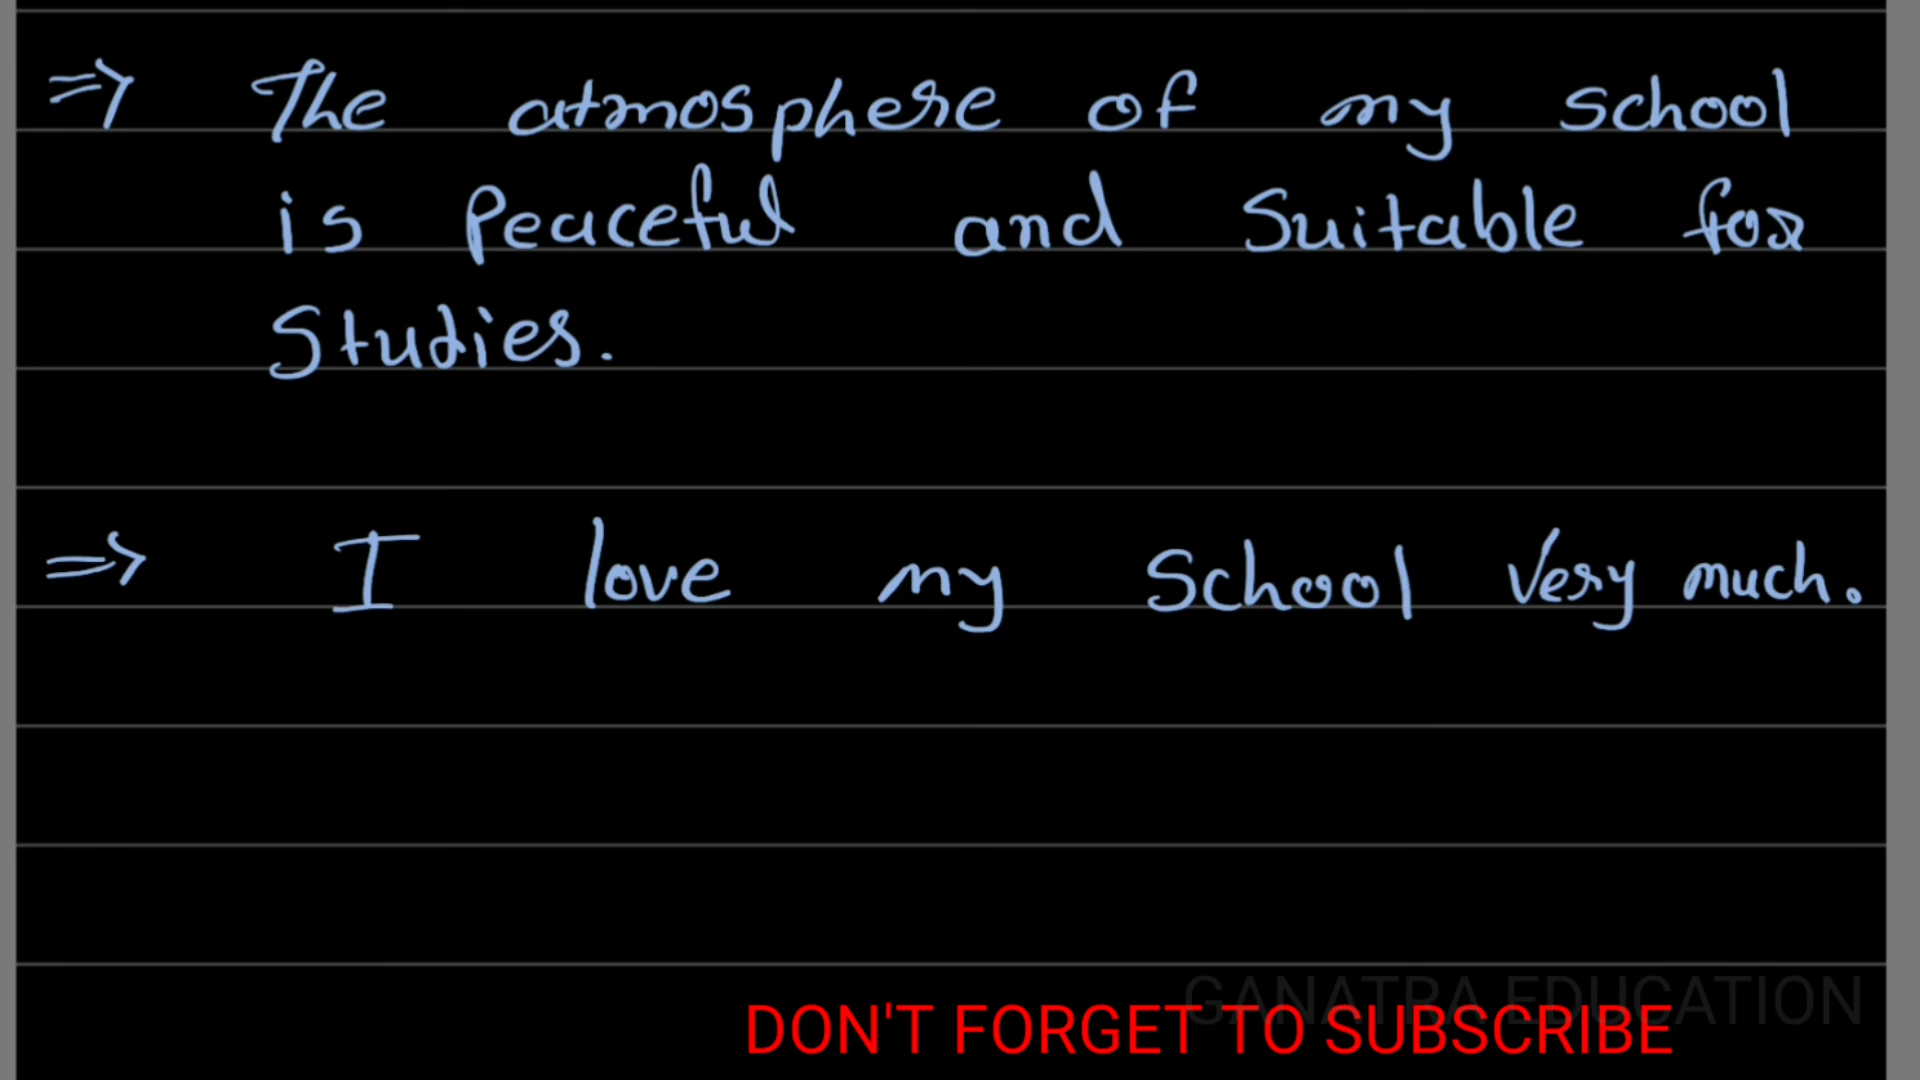 ⇒ The atmosphere of my school
is Peaceful and Suitable for
Studies.
⇒ I love my School Very much.
GANATRA EDUCATION
DON'T FORGET TO SUBSCRIBE